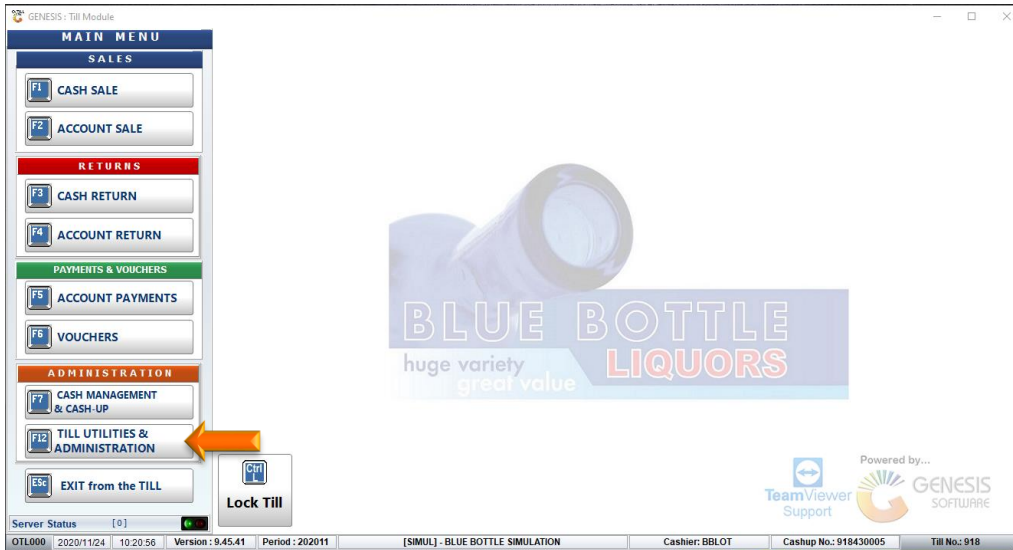 GENESIS : Till Module
MAIN MENU
SALES
F1 CASH SALE
F2 ACCOUNT SALE
RETURNS
F3 CASH RETURN
F4 ACCOUNT RETURN
PAYMENTS & VOUCHERS
F5 ACCOUNT PAYMENTS
F6 VOUCHERS
ADMINISTRATION
F7 CASH MANAGEMENT
& CASH-UP
F12 TILL UTILITIES &
ADMINISTRATION
ESc EXIT from the TILL
Ctrl
L
Lock Till
BLUE BOTTLE
LIQUORS
huge variety
great value
TeamViewer
Support
Powered by...
GENESIS
SOFTWARE
Server Status [0]
OTL000 2020/11/24 10:20:56 Version : 9.45.41 Period : 202011 [SIMUL] - BLUE BOTTLE SIMULATION Cashier: BBLOT Cashup No.: 918430005 Till No.: 918